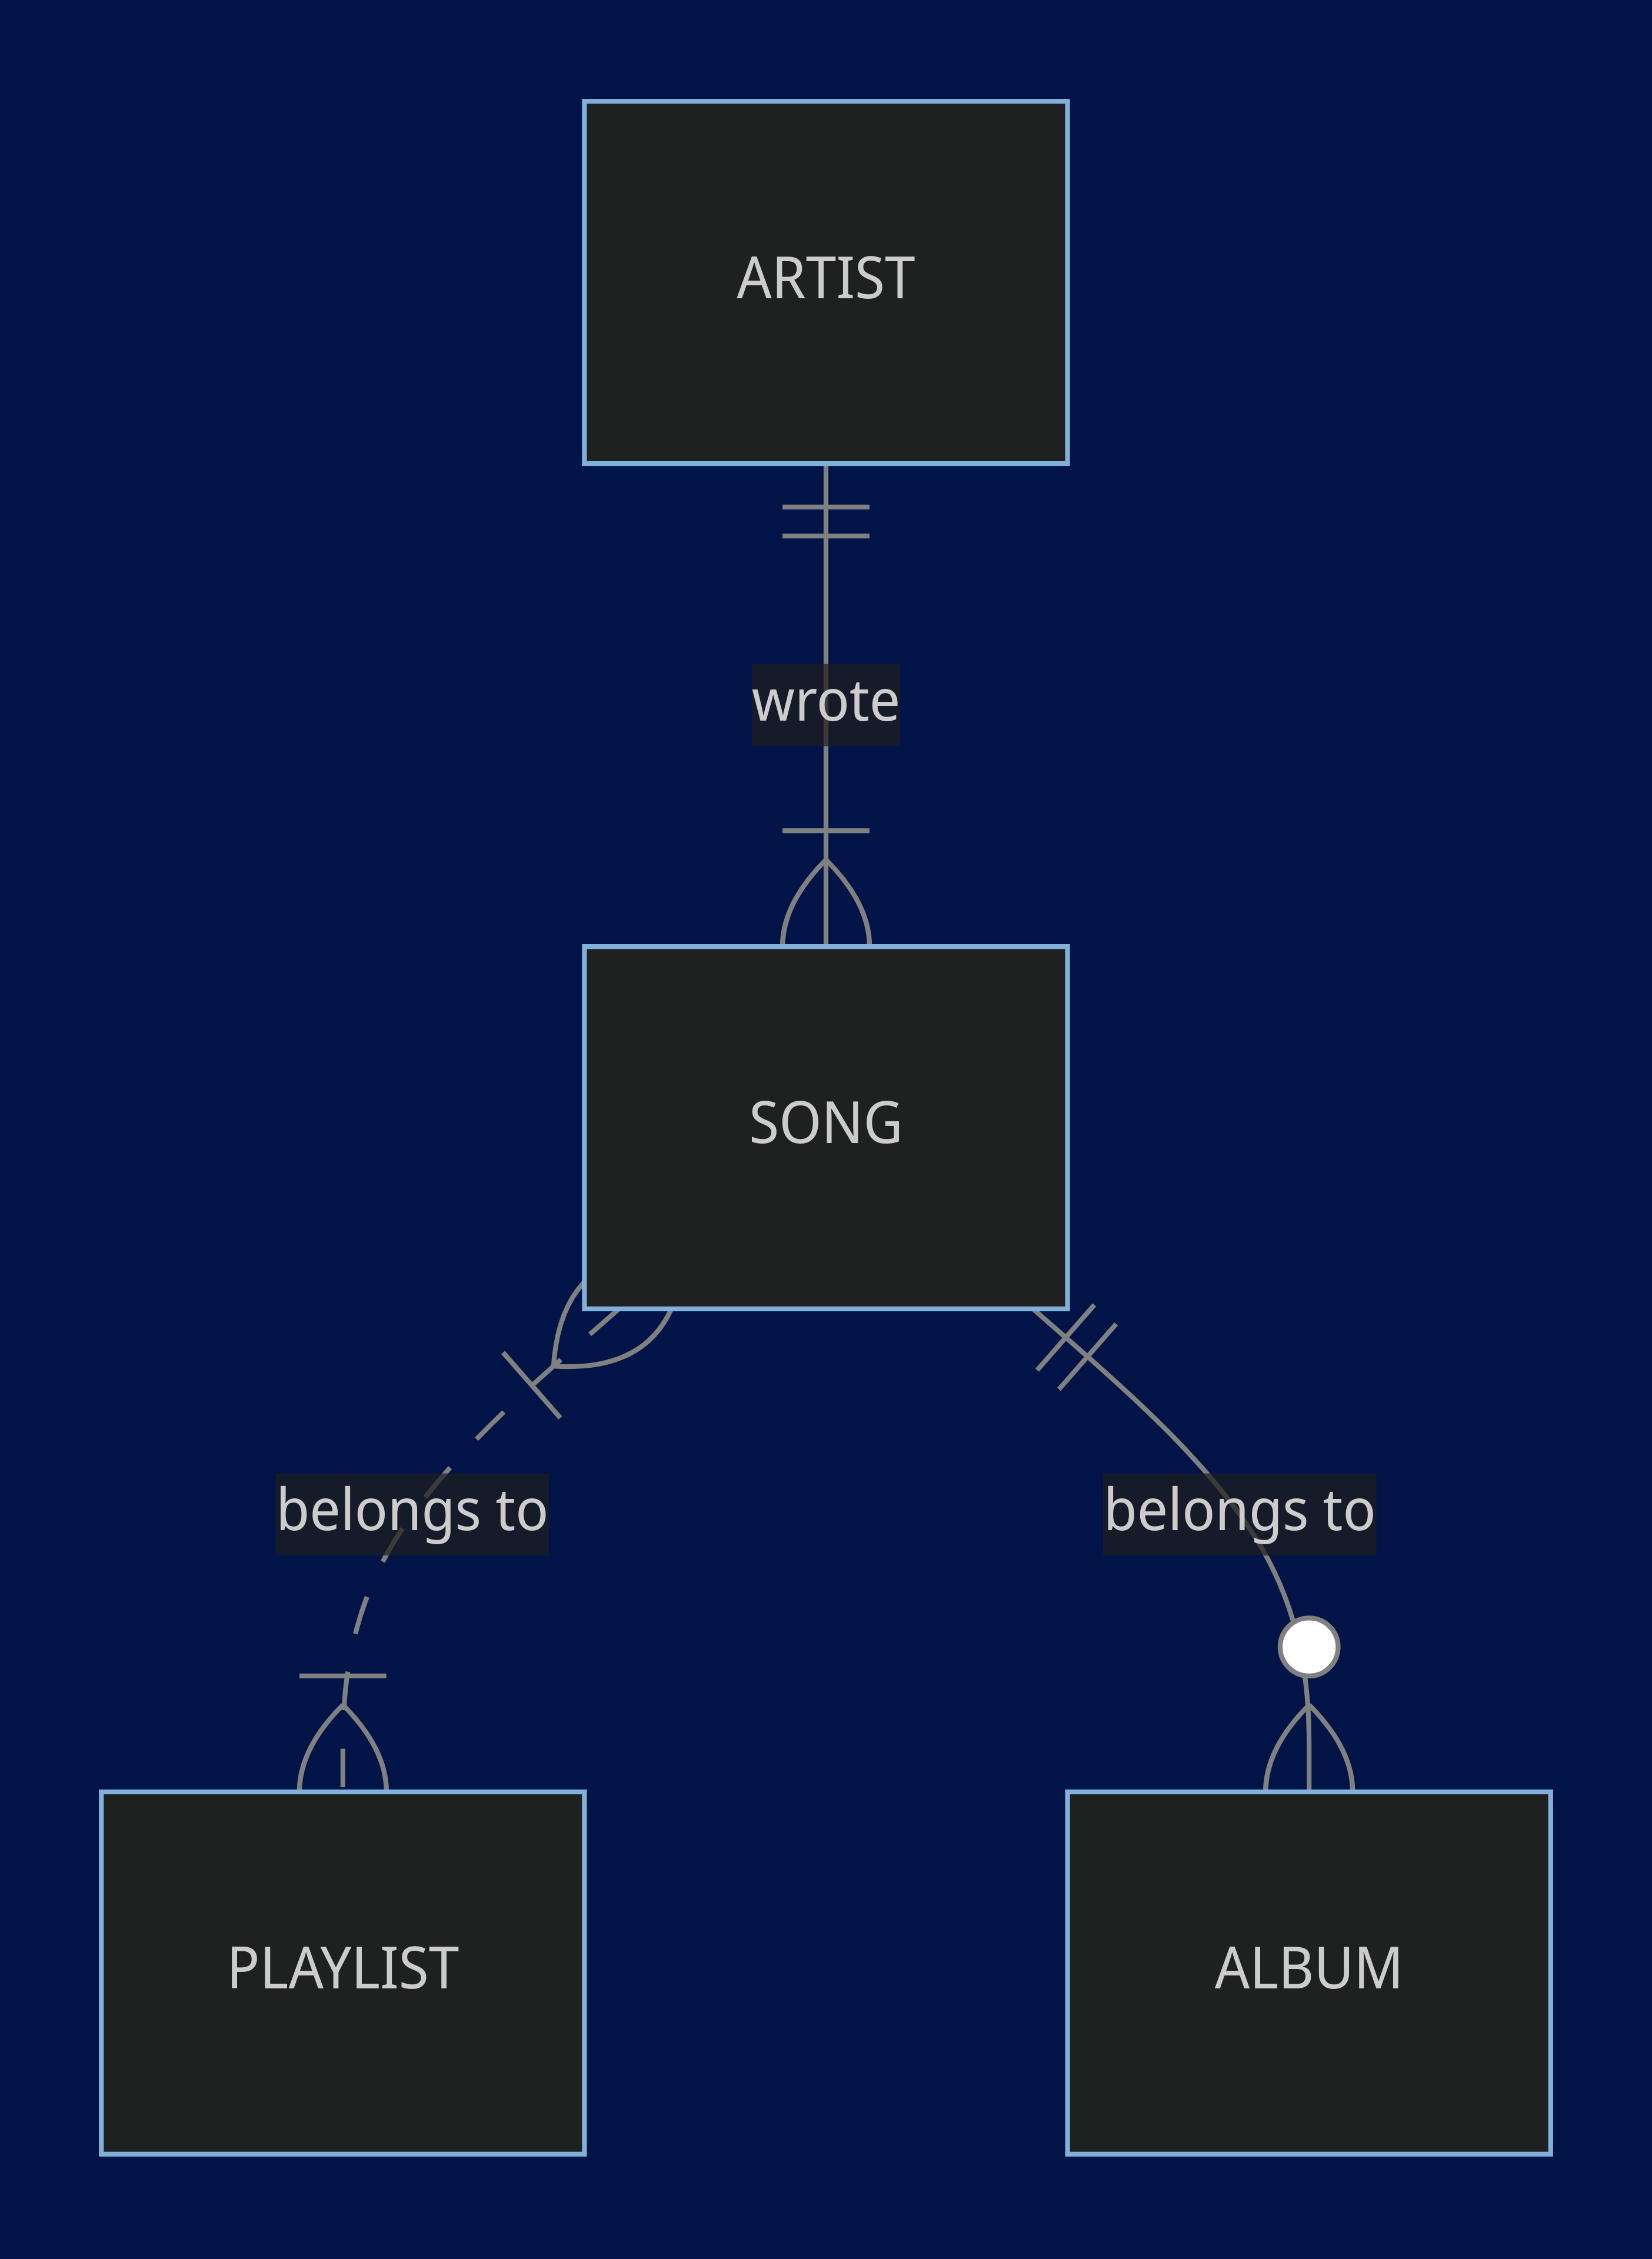 ARTIST
wrote
SONG
belongs to
belongs to
PLAYLIST
ALBUM